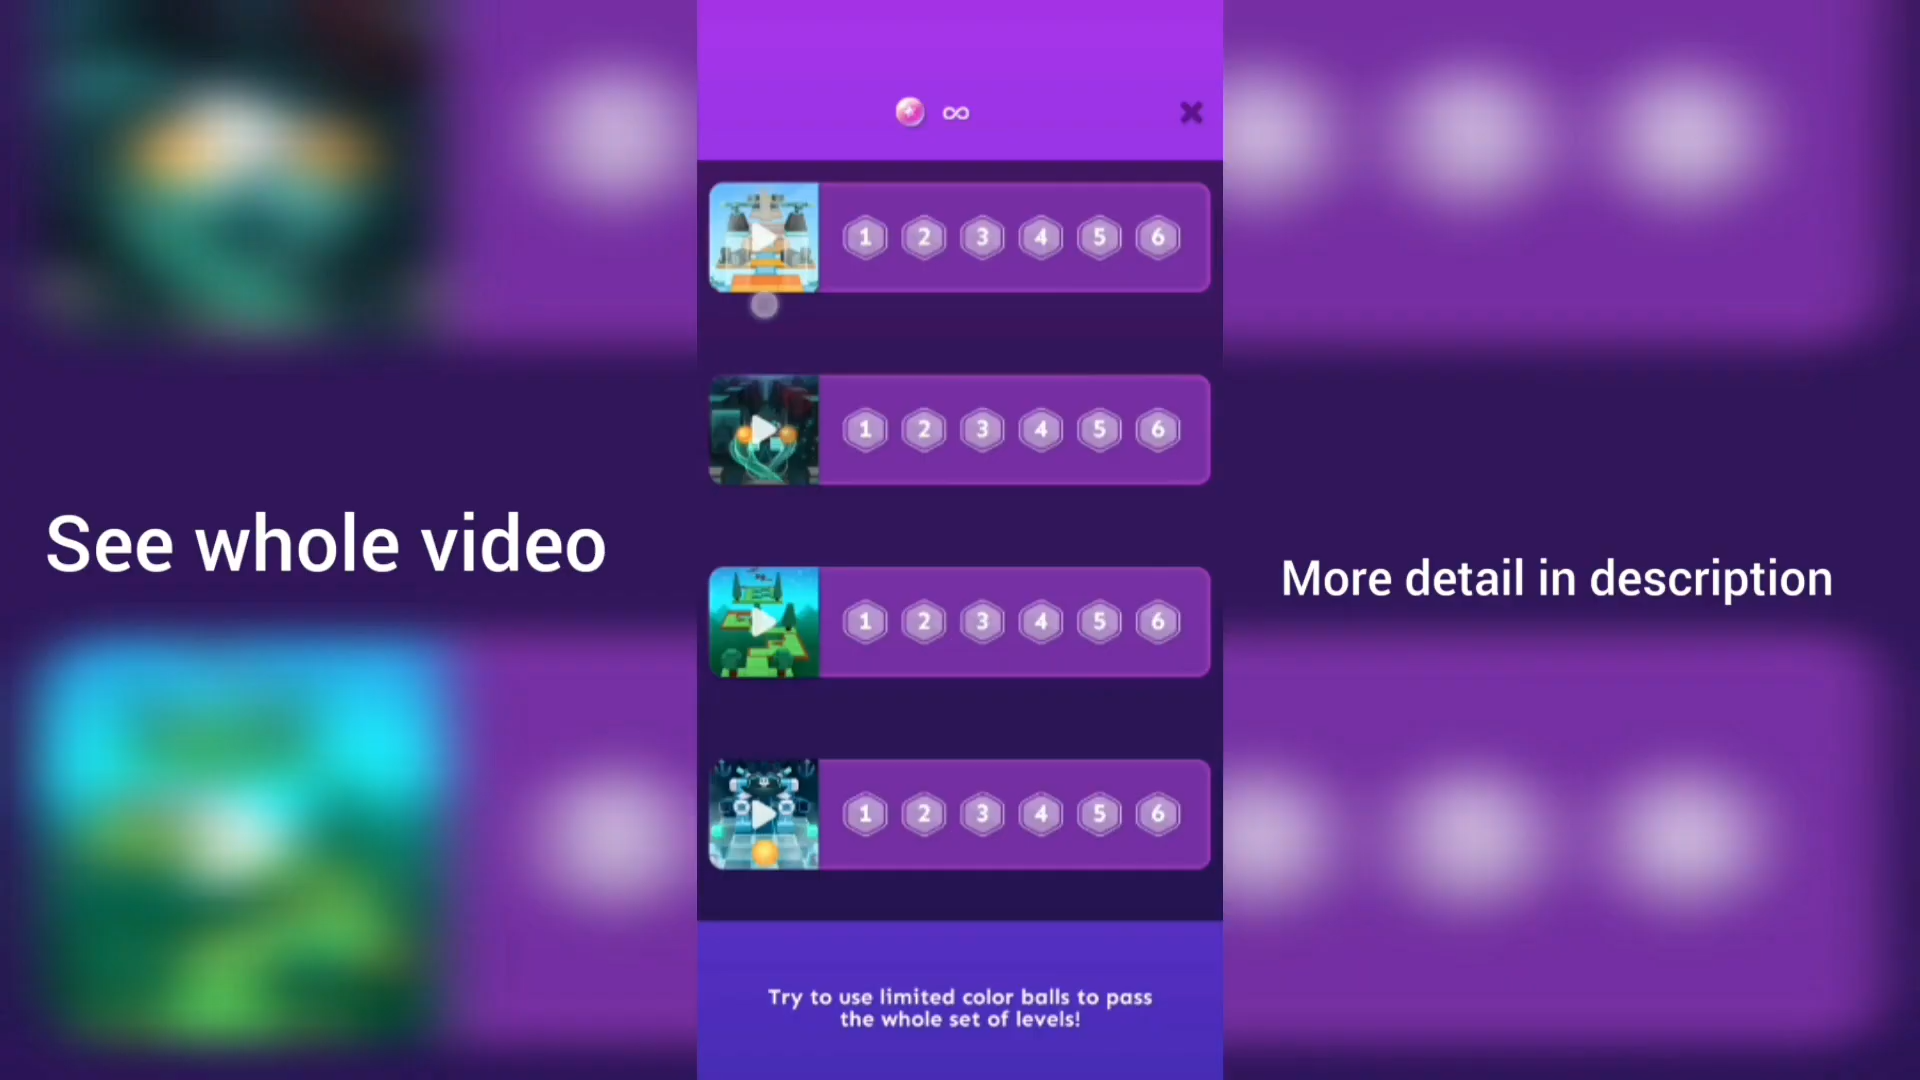 ∞
1 2 3 4 5 6
1 2 3 4 5 6
See whole video
More detail in description
1 2 3 4 5 6
1 2 3 4 5 6
Try to use limited color balls to pass
the whole set of levels!